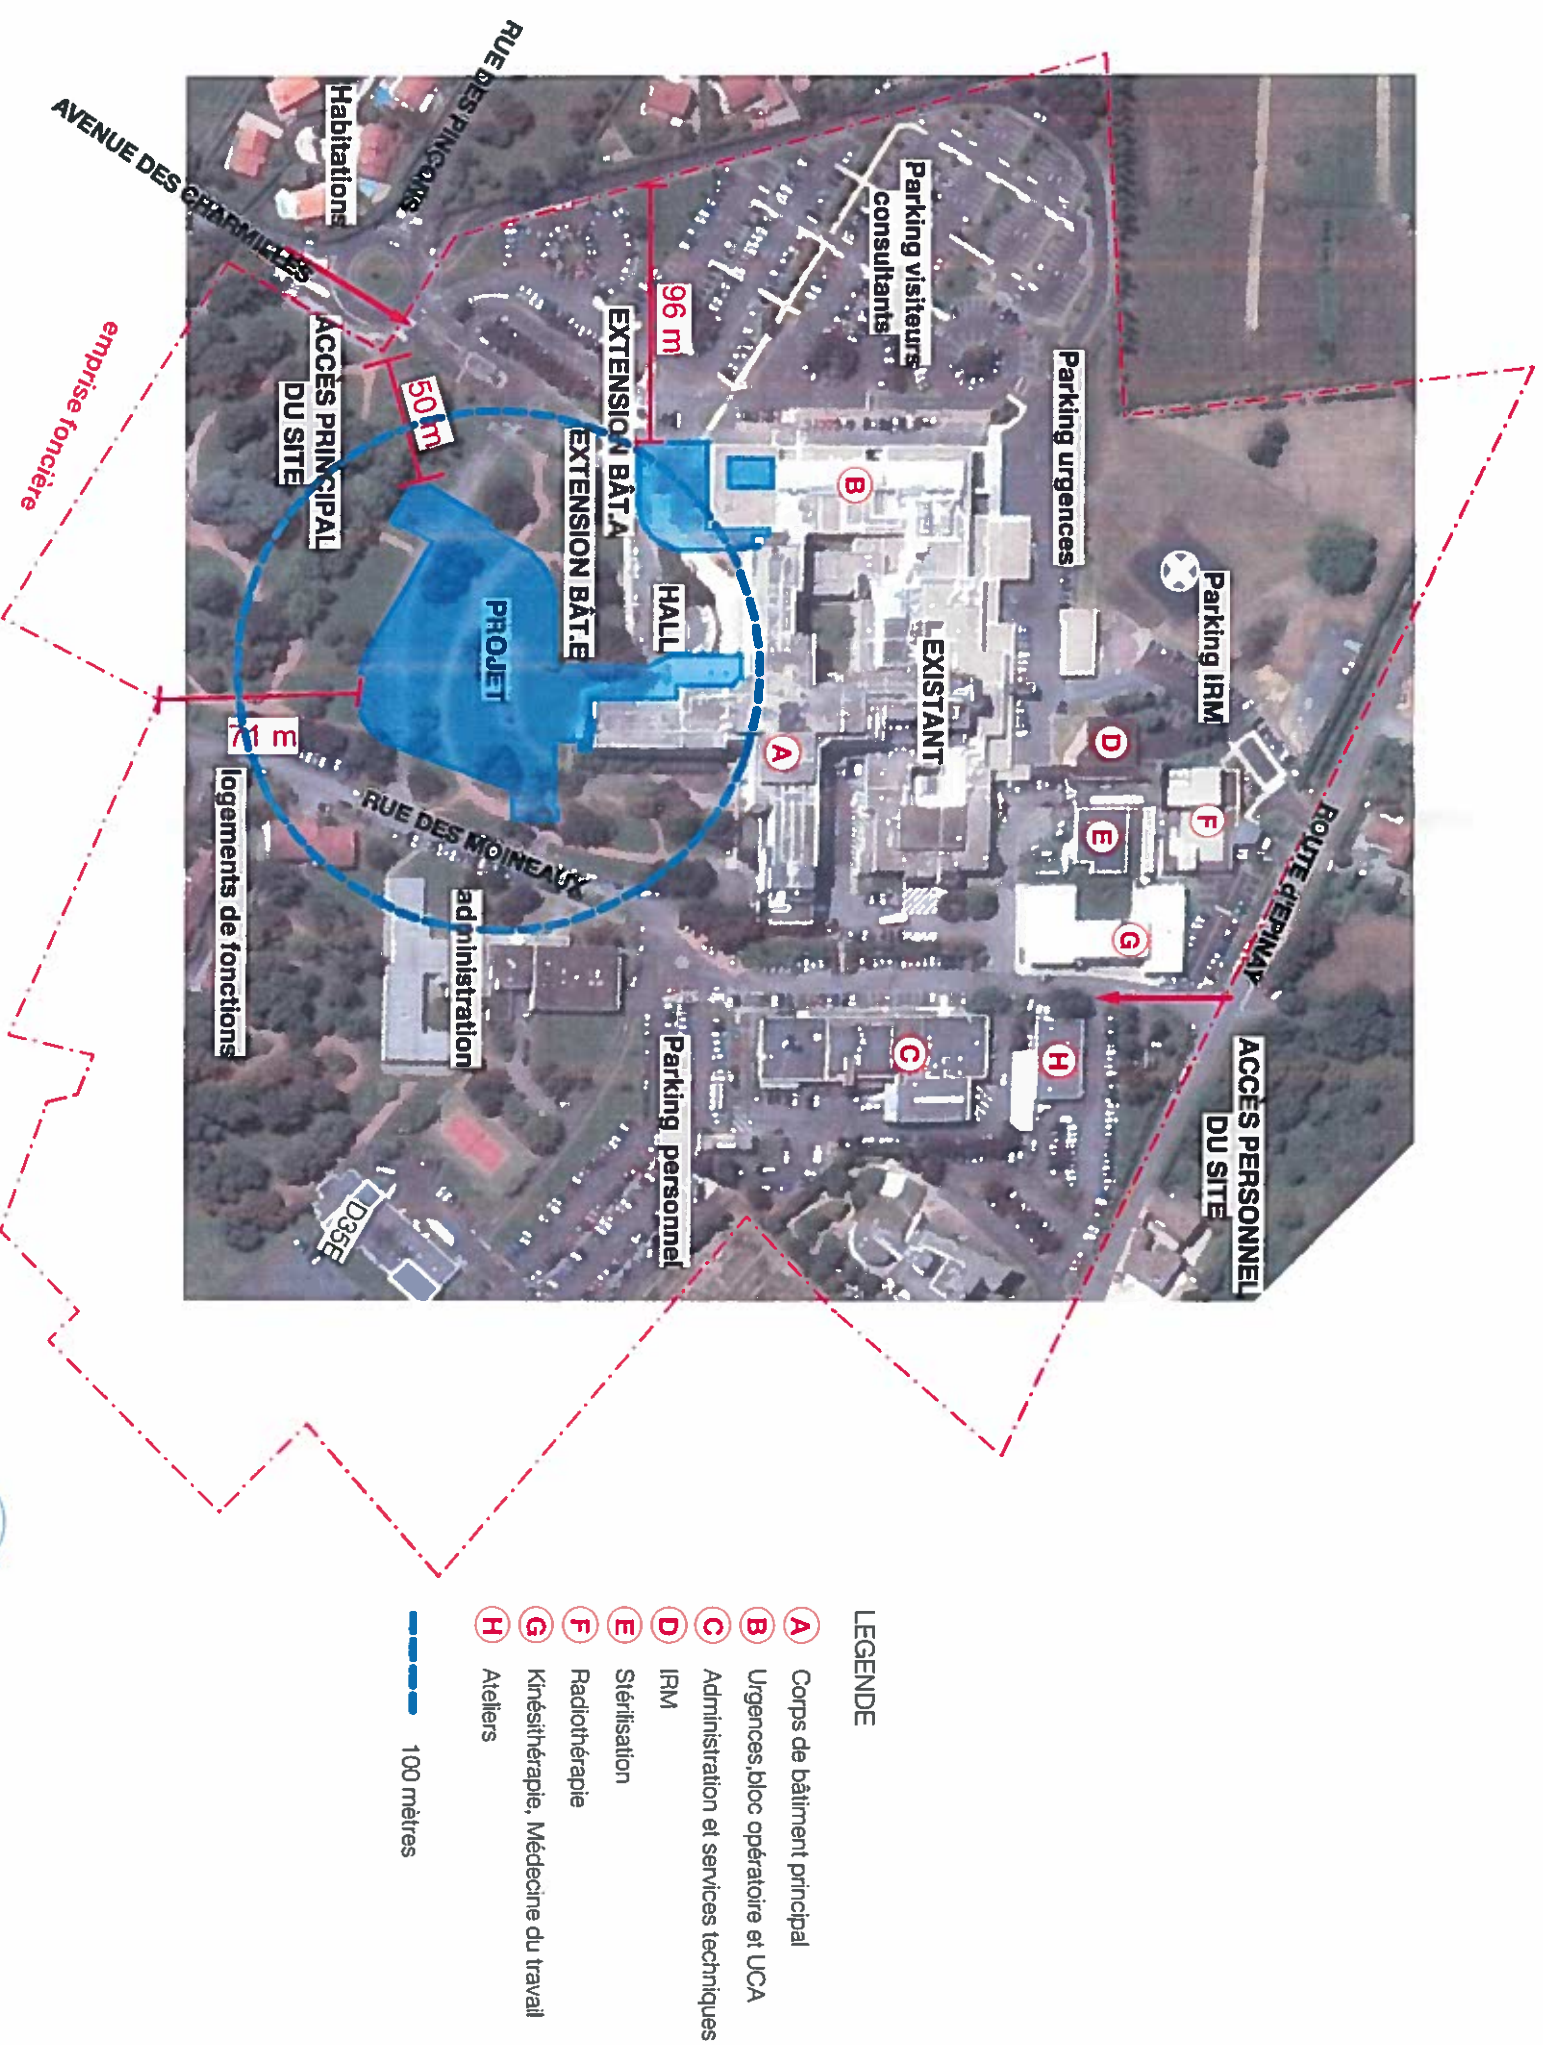 ROUTE d'EPINAY
ACCÈS PERSONNEL
DU SITE
Parking IRM
Parking urgences
Parking visiteurs
consultants
EXISTANT
B
A
C
D
E
F
G
H
96 m
HALL
EXTENSION BÂT.A
EXTENSION BÂT.E
PROJET
Parking personnel
RUE DES PINCONS
Habitations
AVENUE DES CHARMILLES
50 m
ACCÈS PRINCIPAL
DU SITE
RUE DES MOINEAUX
administration
71 m
logements de fonctions
D35E
emprise foncière
LEGENDE
A Corps de bâtiment principal
B Urgences,bloc opératoire et UCA
C Administration et services techniques
D IRM
E Stérilisation
F Radiothérapie
G Kinésithérapie, Médecine du travail
H Ateliers
100 mètres